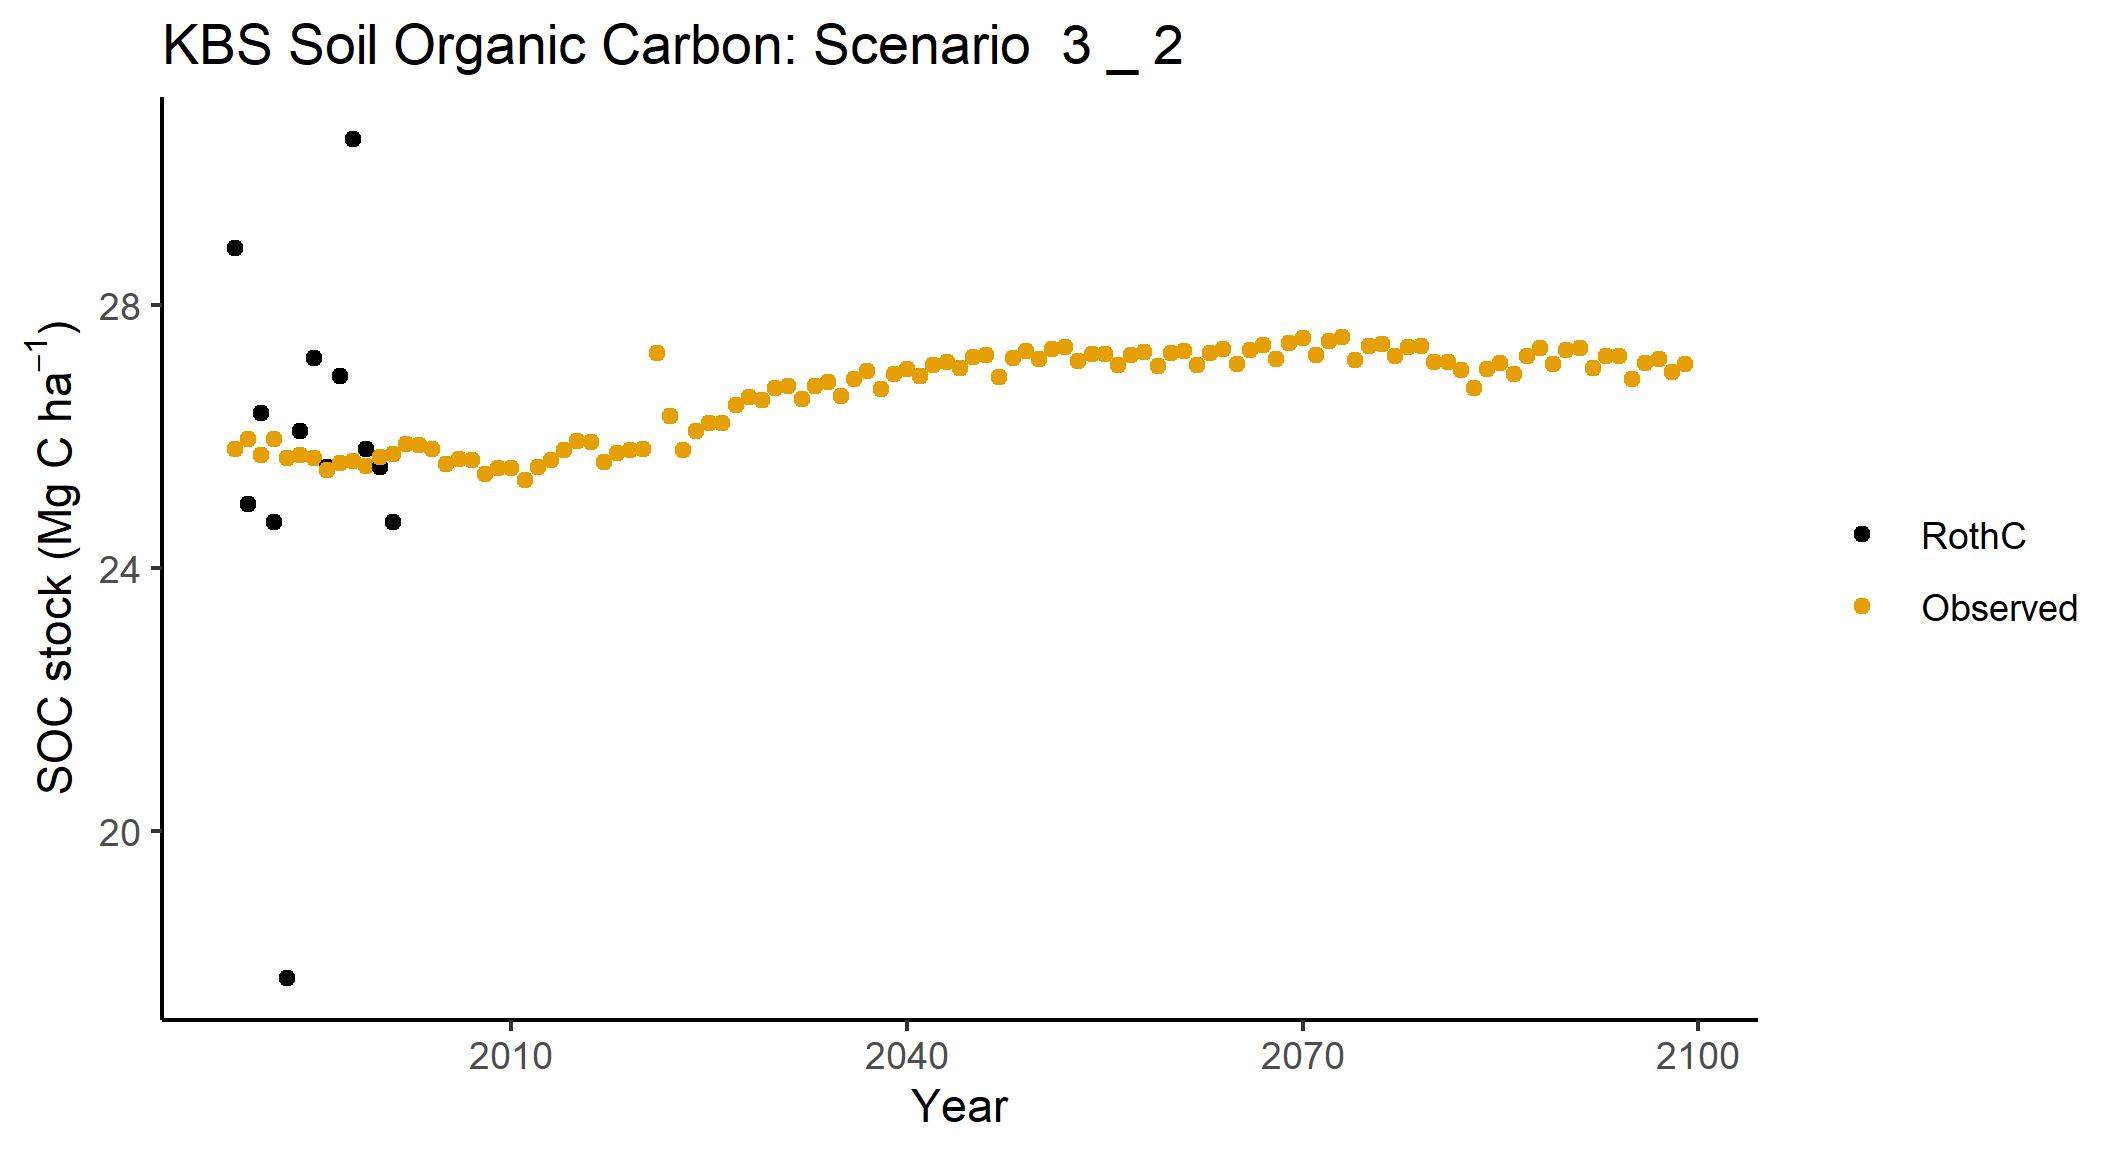 KBS Soil Organic Carbon: Scenario  3 _ 2
SOC stock (Mg C ha⁻¹)
28
24
20
2010 2040 2070 2100
Year
RothC
Observed